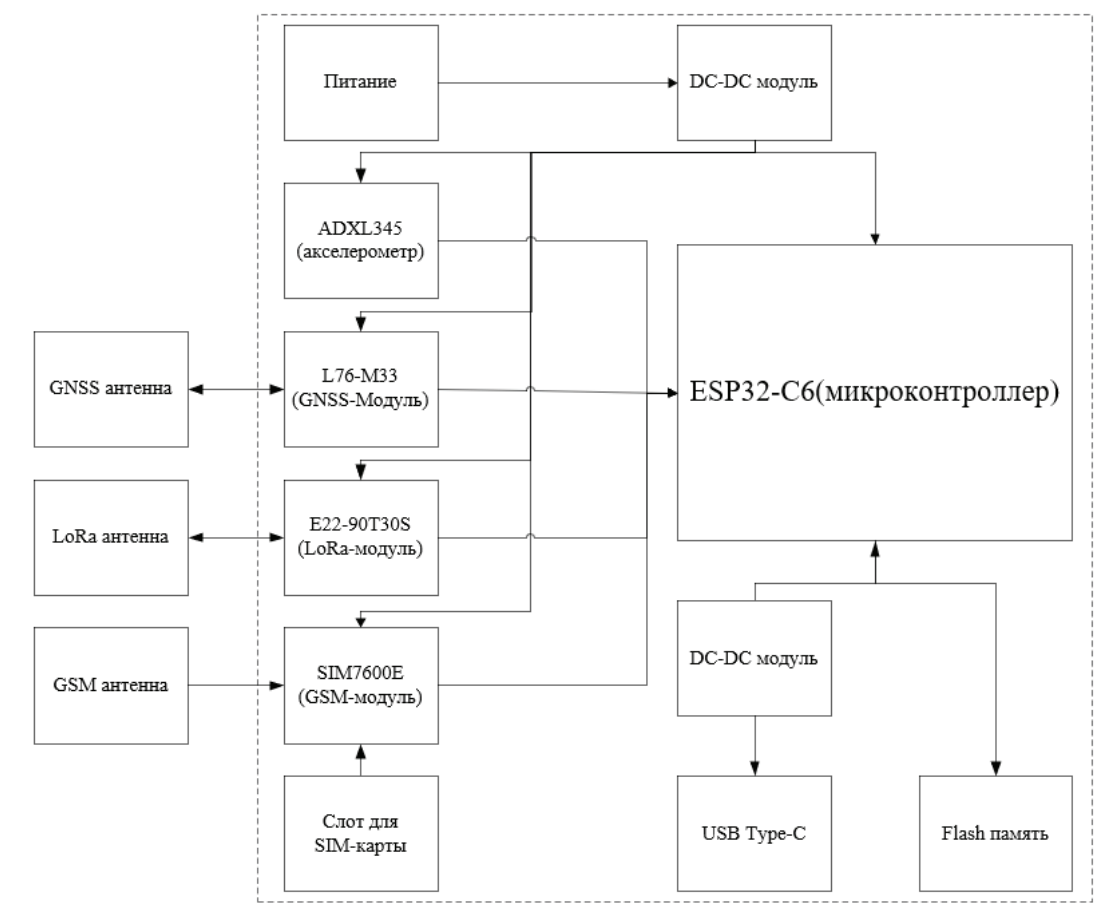 Питание
DC-DC модуль
ADXL345
(акселерометр)
GNSS антенна
L76-M33
(GNSS-Модуль)
ESP32-C6(микроконтроллер)
LoRa антенна
E22-90T30S
(LoRa-модуль)
GSM антенна
SIM7600E
(GSM-модуль)
DC-DC модуль
Слот для
SIM-карты
USB Type-C
Flash память